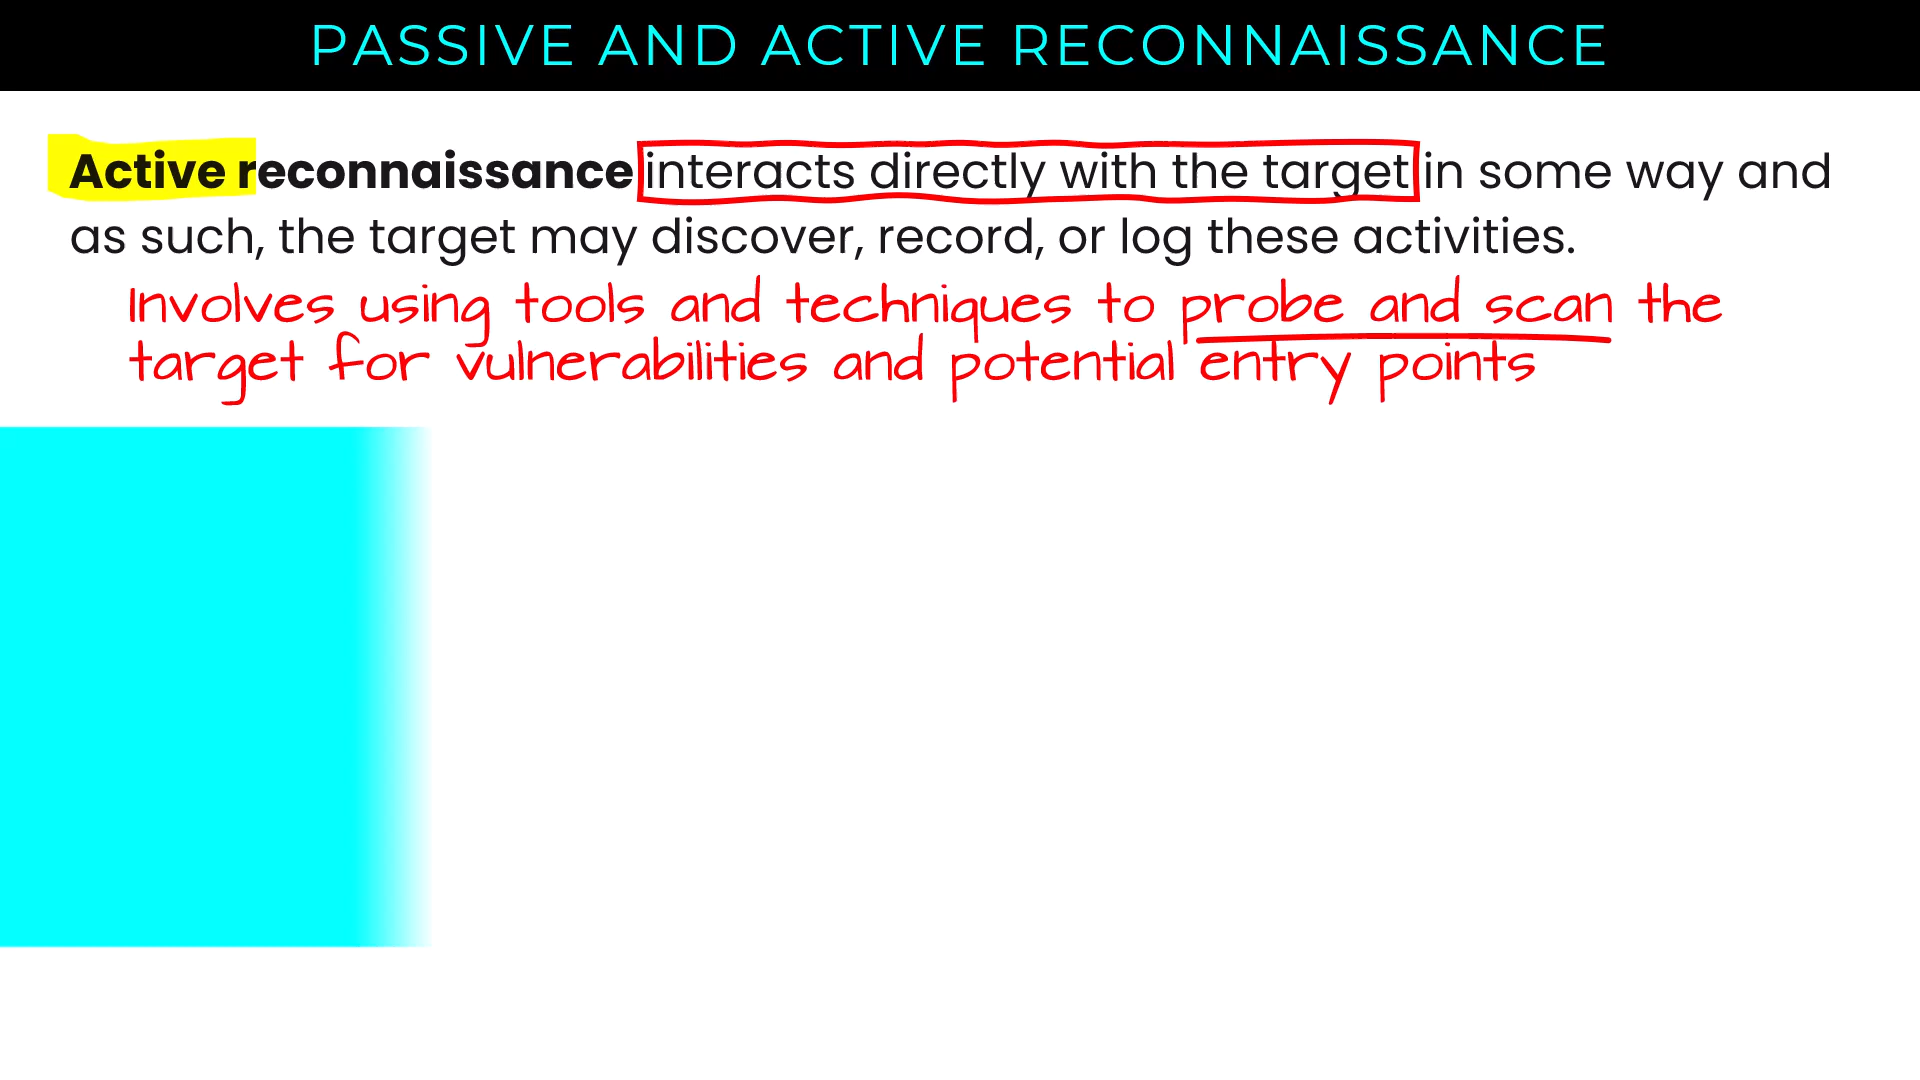 PASSIVE AND ACTIVE RECONNAISSANCE
Active reconnaissance interacts directly with the target in some way and
as such, the target may discover, record, or log these activities.
Involves using tools and techniques to probe and scan the
target for vulnerabilities and potential entry points